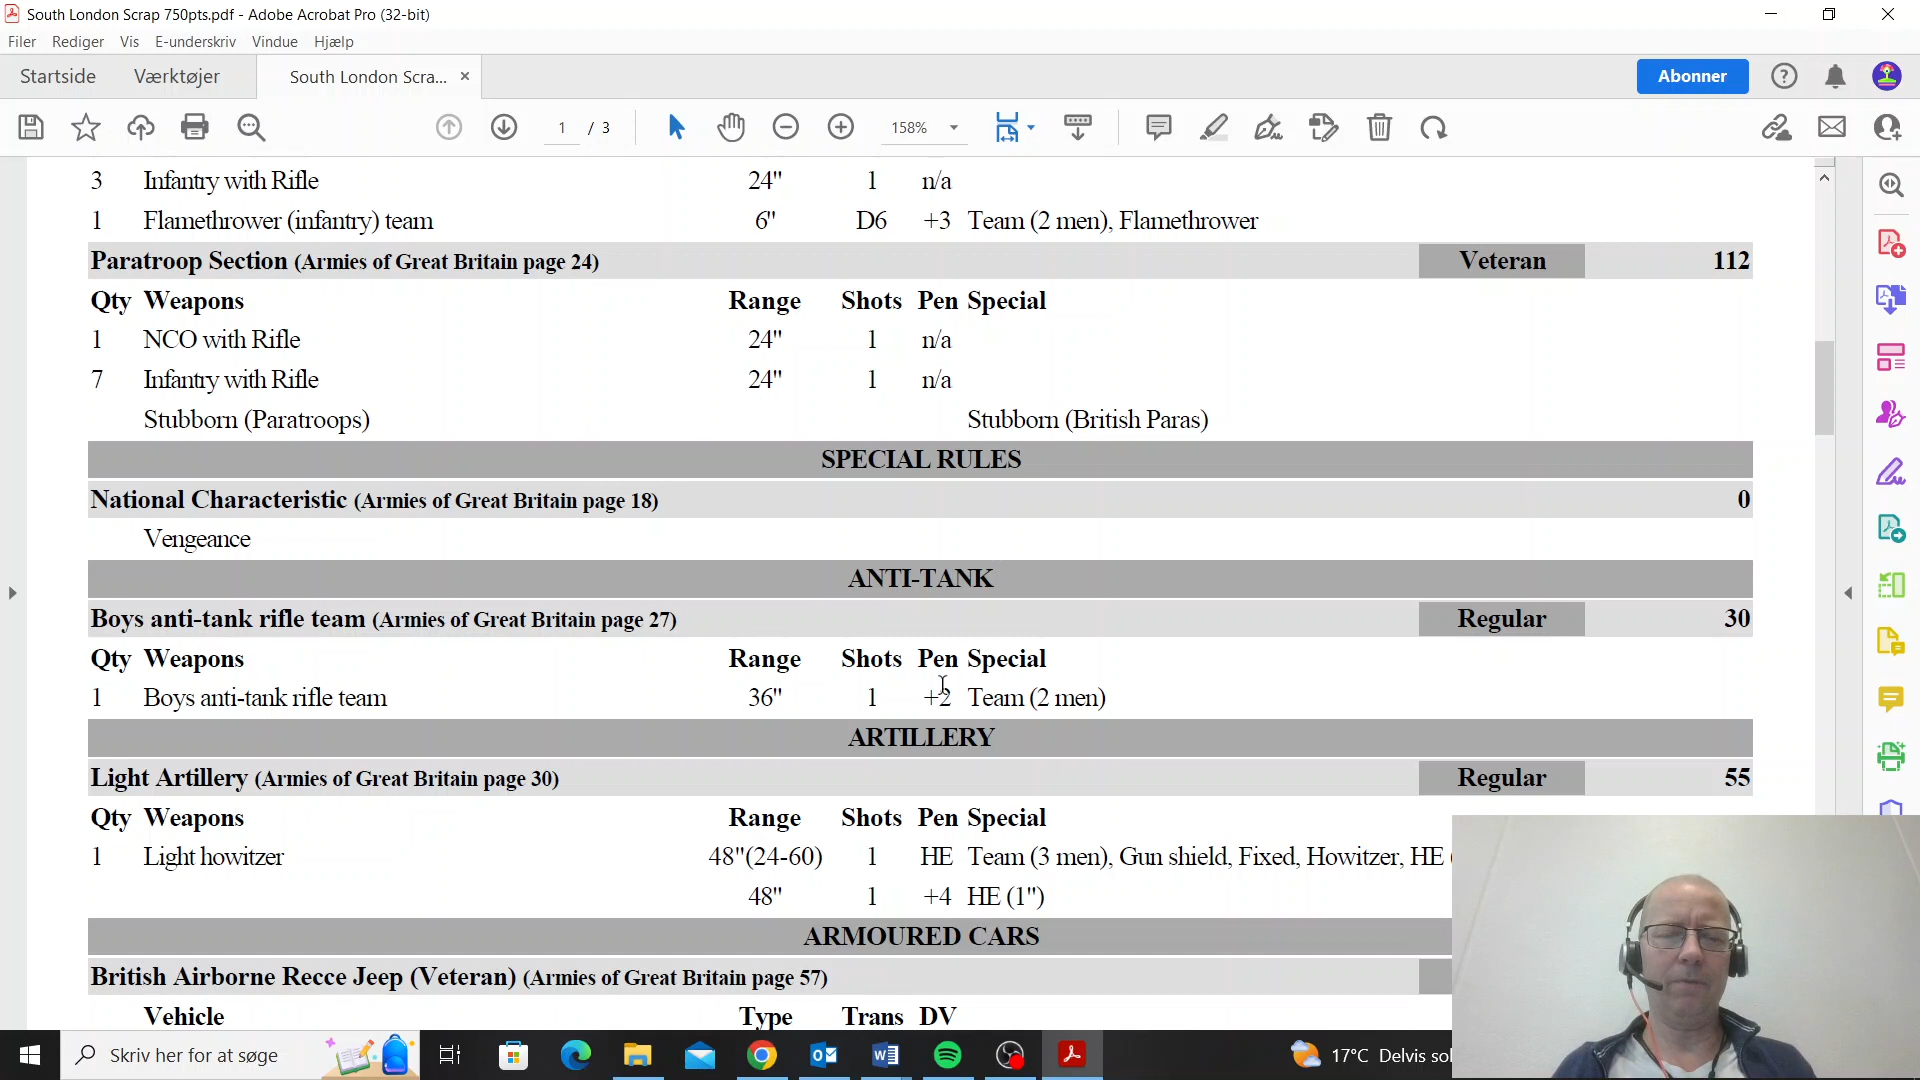 South London Scrap 750pts.pdf - Adobe Acrobat Pro (32-bit)
Filer Rediger Vis E-underskriv Vindue Hjælp
Startside Værktøjer South London Scra... ×
Abonner
1 / 3 158%
3 Infantry with Rifle 24" 1 n/a
1 Flamethrower (infantry) team 6" D6 +3 Team (2 men), Flamethrower
Paratroop Section (Armies of Great Britain page 24) Veteran 112
Qty Weapons Range Shots Pen Special
1 NCO with Rifle 24" 1 n/a
7 Infantry with Rifle 24" 1 n/a
Stubborn (Paratroops) Stubborn (British Paras)
SPECIAL RULES
National Characteristic (Armies of Great Britain page 18) 0
Vengeance
ANTI-TANK
Boys anti-tank rifle team (Armies of Great Britain page 27) Regular 30
Qty Weapons Range Shots Pen Special
1 Boys anti-tank rifle team 36" 1 +2 Team (2 men)
ARTILLERY
Light Artillery (Armies of Great Britain page 30) Regular 55
Qty Weapons Range Shots Pen Special
1 Light howitzer 48"(24-60) 1 HE Team (3 men), Gun shield, Fixed, Howitzer, HE
48" 1 +4 HE (1")
ARMOURED CARS
British Airborne Recce Jeep (Veteran) (Armies of Great Britain page 57)
Vehicle Type Trans DV
Skriv her for at søge 17°C Delvis sol